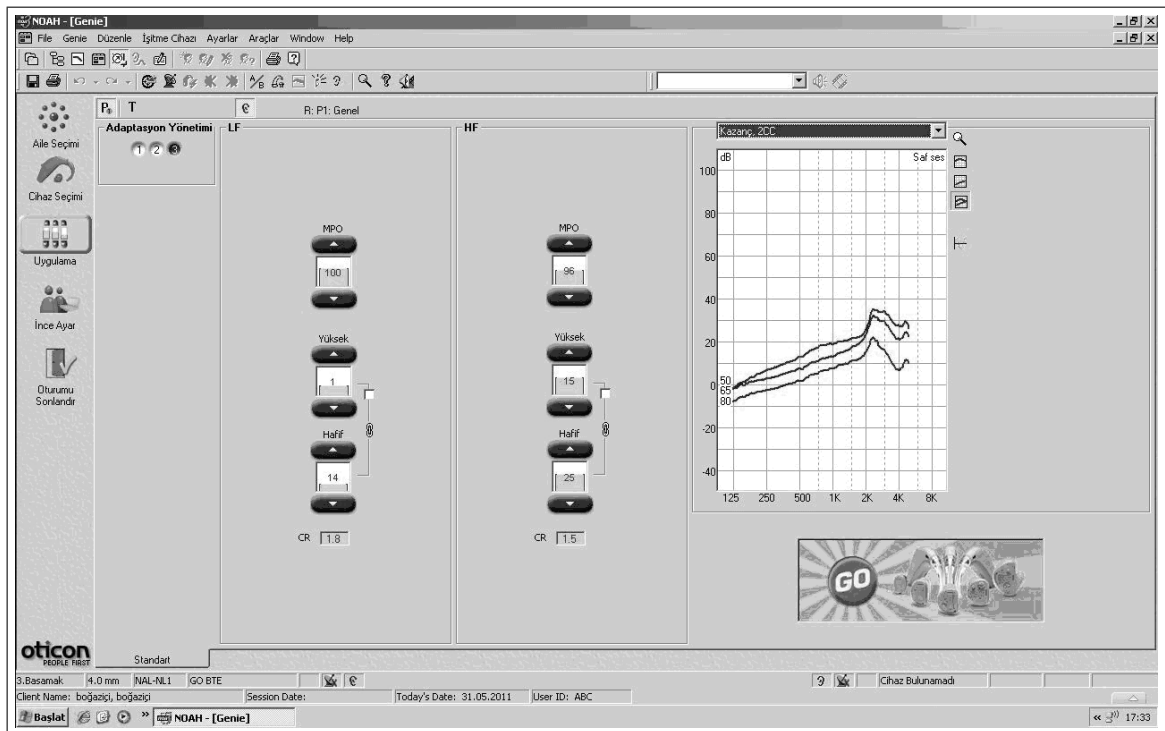 NOAH - [Genie]
File Genie Düzenle İşitme Cihazı Ayarlar Araçlar Window Help
P T R: P1: Genel
Aile Seçimi
Cihaz Seçimi
Uygulama
İnce Ayar
Oturumu
Sonlandır
oticon
PEOPLE FIRST
Adaptasyon Yönetimi
1 2 3
LF
MPO
100
Yüksek
1
Hafif
14
CR 1.8
HF
MPO
96
Yüksek
15
Hafif
25
CR 1.5
Kazanç, 2CC
dB Saf ses
100
80
60
40
20
0
-20
-40
50
65
80
125 250 500 1K 2K 4K 8K
GO
Standart
3.Basamak 4.0 mm NAL-NL1 GO BTE Cihaz Bulunamadı
Client Name: boğaziçi, boğaziçi Session Date: Today's Date: 31.05.2011 User ID: ABC
Başlat NOAH - [Genie] 17:33